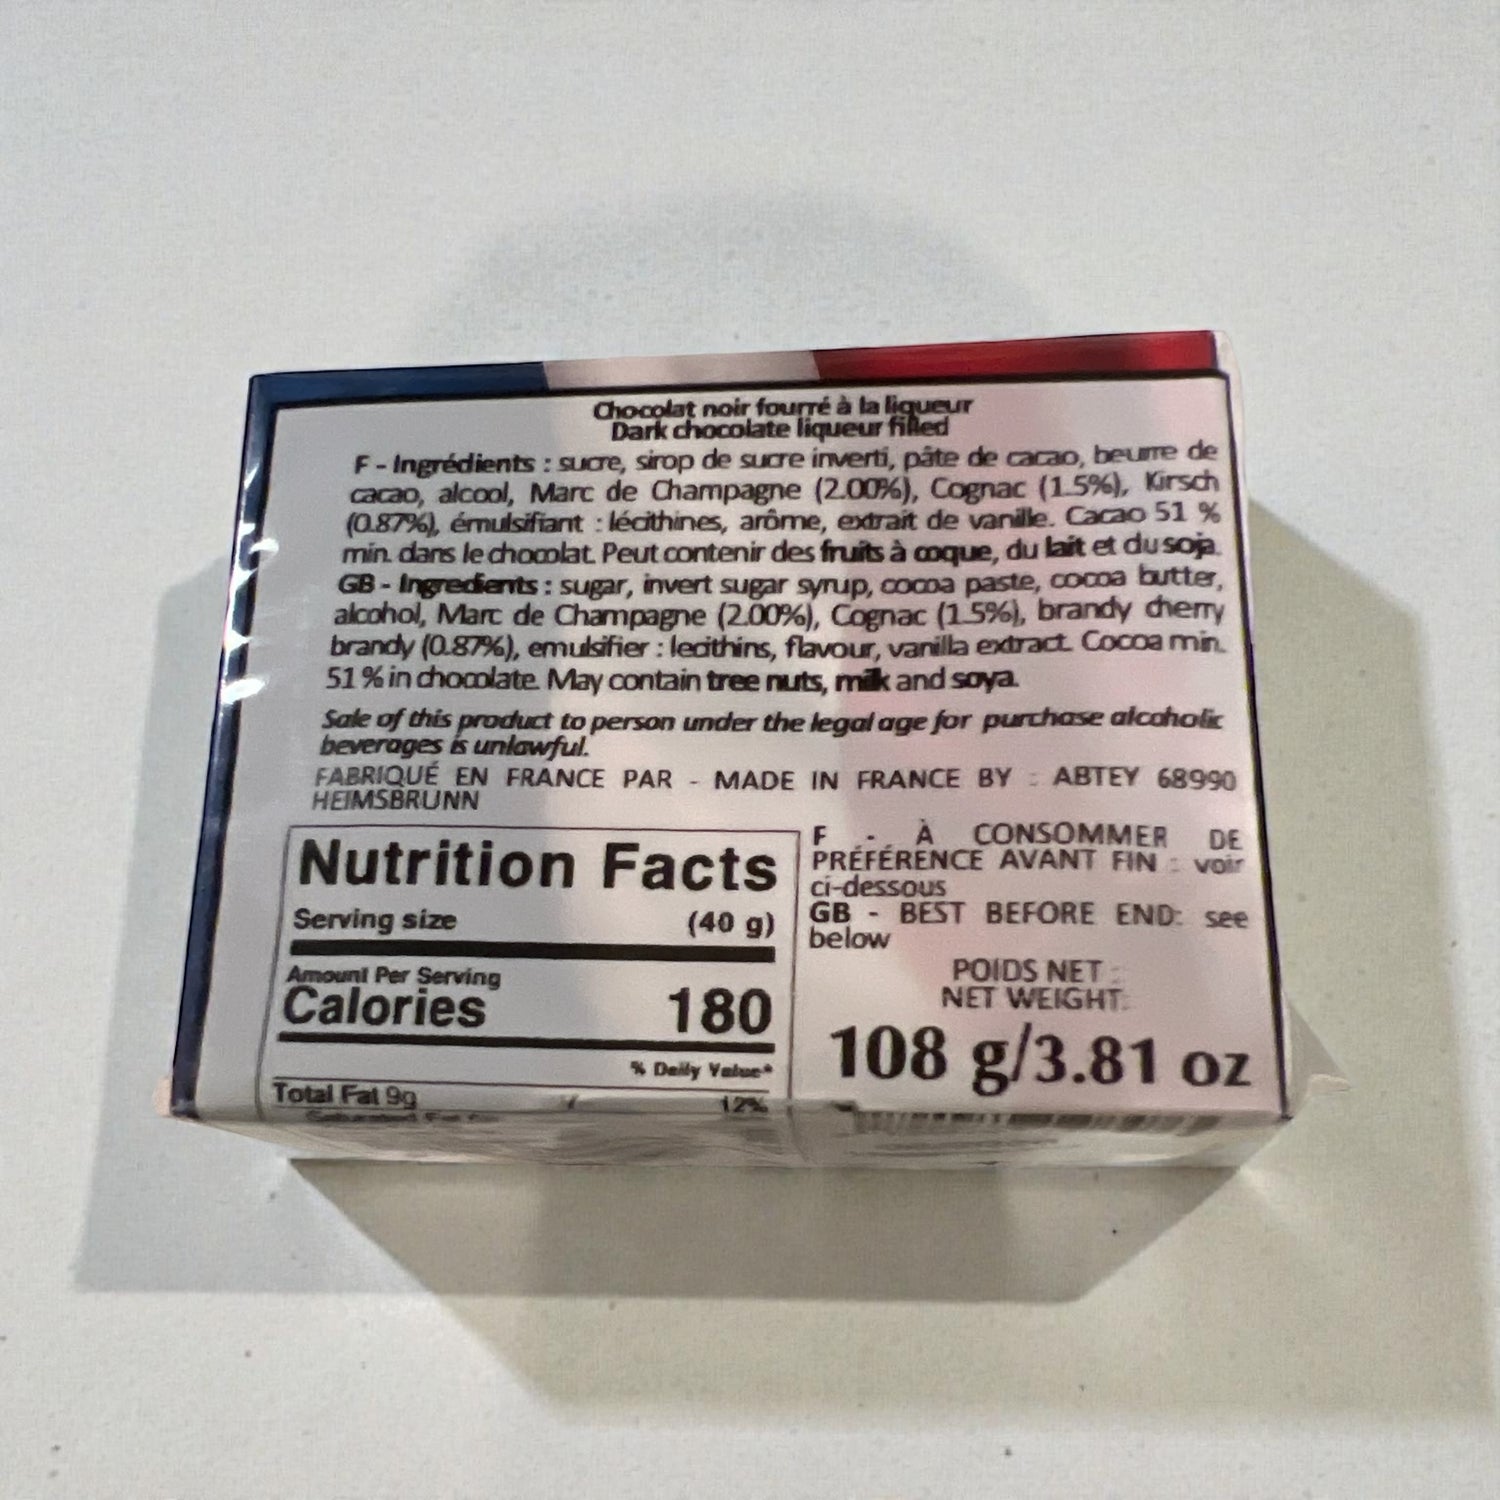 Chocolat noir fourré à la liqueur
Dark chocolate liqueur filled
F - Ingrédients : sucre, sirop de sucre inverti, pâte de cacao, beurre de
cacao, alcool, Marc de Champagne (2.00%), Cognac (1.5%), Kirsch
(0.87%), émulsifiant : lécithines, arôme, extrait de vanille. Cacao 51 %
min. dans le chocolat. Peut contenir des fruits à coque, du lait et du soja.
GB - Ingredients : sugar, invert sugar syrup, cocoa paste, cocoa butter,
alcohol, Marc de Champagne (2.00%), Cognac (1.5%), brandy cherry
brandy (0.87%), emulsifier : lecithins, flavour, vanilla extract. Cocoa min.
51 % in chocolate. May contain tree nuts, milk and soya.
Sale of this product to person under the legal age for purchase alcoholic
beverages is unlawful.
FABRIQUÉ EN FRANCE PAR - MADE IN FRANCE BY : ABTEY 68990
HEIMSBRUNN
Nutrition Facts
Serving size (40 g)
Amount Per Serving
Calories 180
% Daily Value*
Total Fat 9g 12%
Saturated Fat
F - À CONSOMMER DE
PRÉFÉRENCE AVANT FIN : voir
ci-dessous
GB - BEST BEFORE END: see
below
POIDS NET :
NET WEIGHT:
108 g/3.81 oz